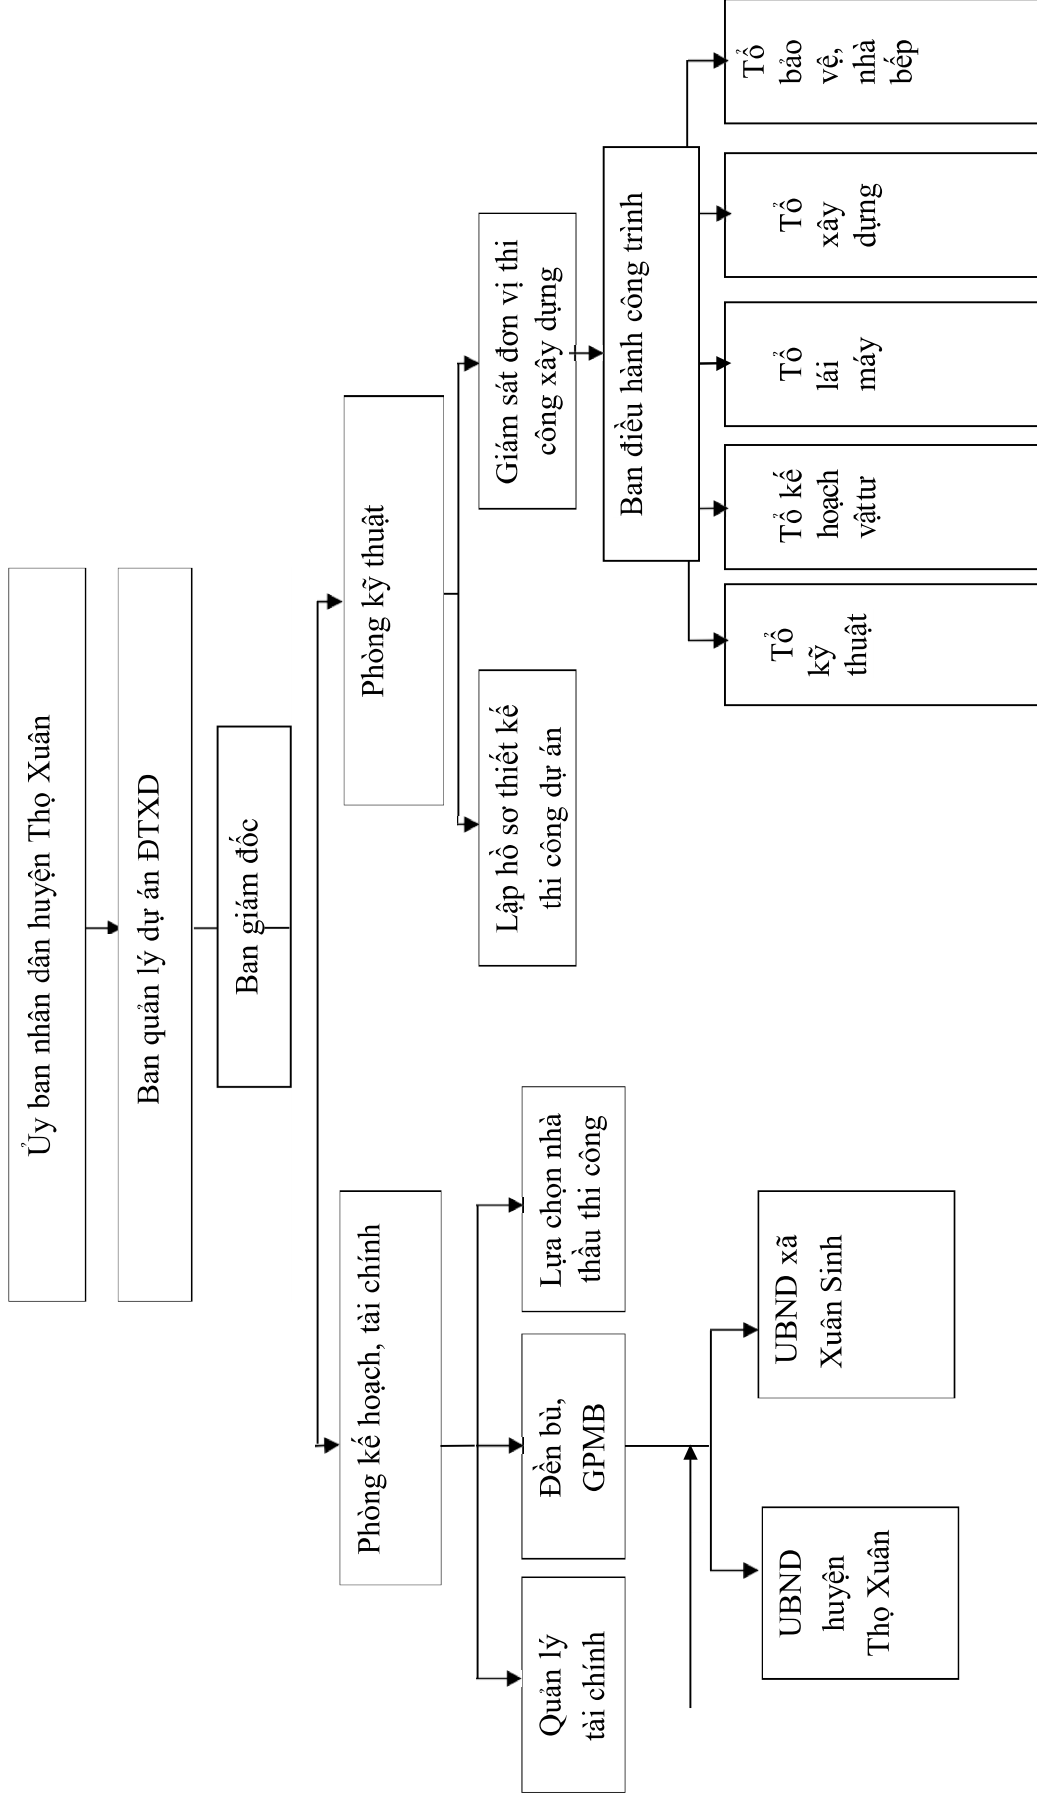 Ủy ban nhân dân huyện Thọ Xuân
Ban quản lý dự án ĐTXD
Ban giám đốc
Phòng kế hoạch, tài chính
Phòng kỹ thuật
Quản lý
tài chính
Đền bù,
GPMB
Lựa chọn nhà
thầu thi công
Lập hồ sơ thiết kế
thi công dự án
Giám sát đơn vị thi
công xây dựng
Ban điều hành công trình
UBND
huyện
Thọ Xuân
UBND xã
Xuân Sinh
Tổ
kỹ
thuật
Tổ kế
hoạch
vậttư
Tổ
lái
máy
Tổ
xây
dựng
Tổ
bảo
vệ,
nhà
bếp